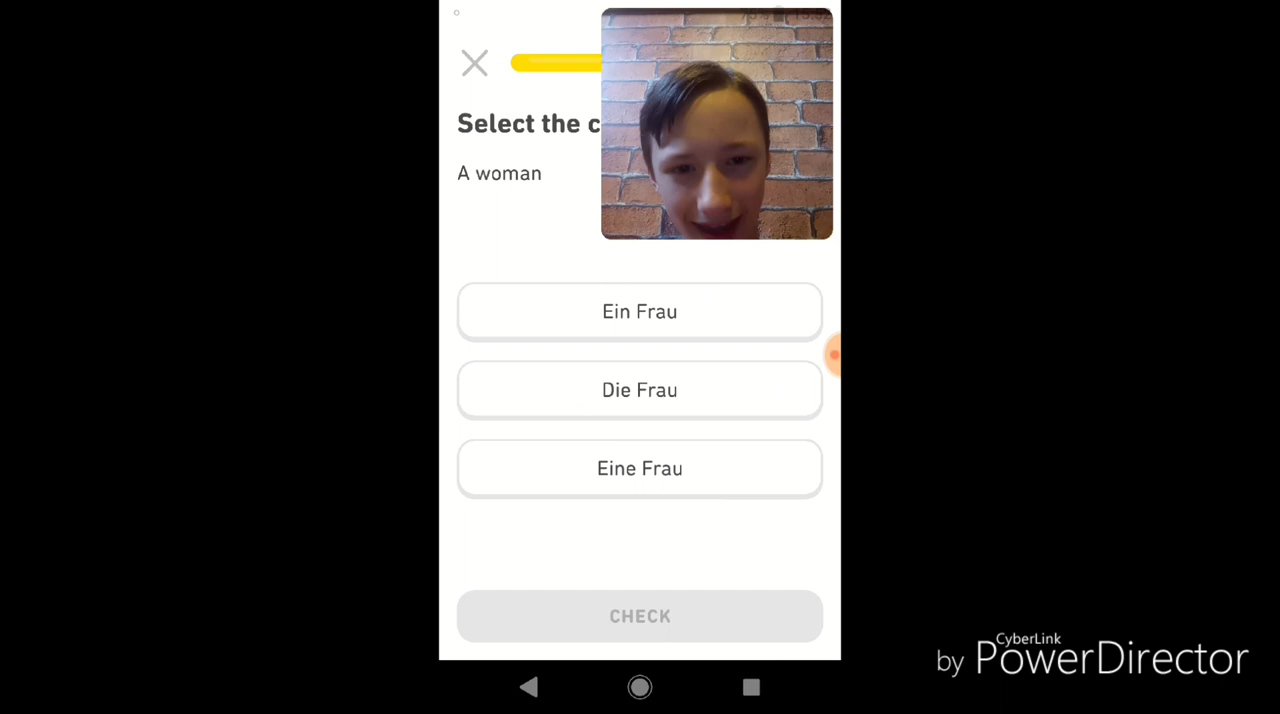 Select the c
A woman
Ein Frau
Die Frau
Eine Frau
CHECK
CyberLink
by PowerDirector